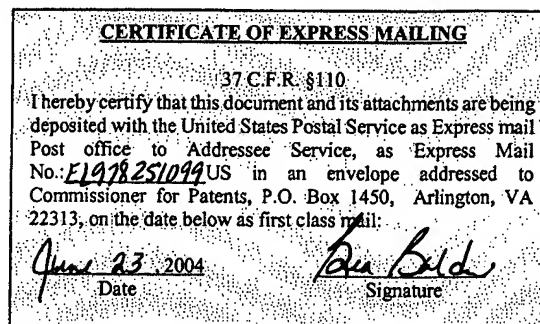 CERTIFICATE OF EXPRESS MAILING
37 C.F.R. §110
I hereby certify that this document and its attachments are being
deposited with the United States Postal Service as Express mail
Post office to Addressee Service, as Express Mail
No.: EL978251099 US in an envelope addressed to
Commissioner for Patents, P.O. Box 1450, Arlington, VA
22313, on the date below as first class mail:
June 23, 2004
Date Signature